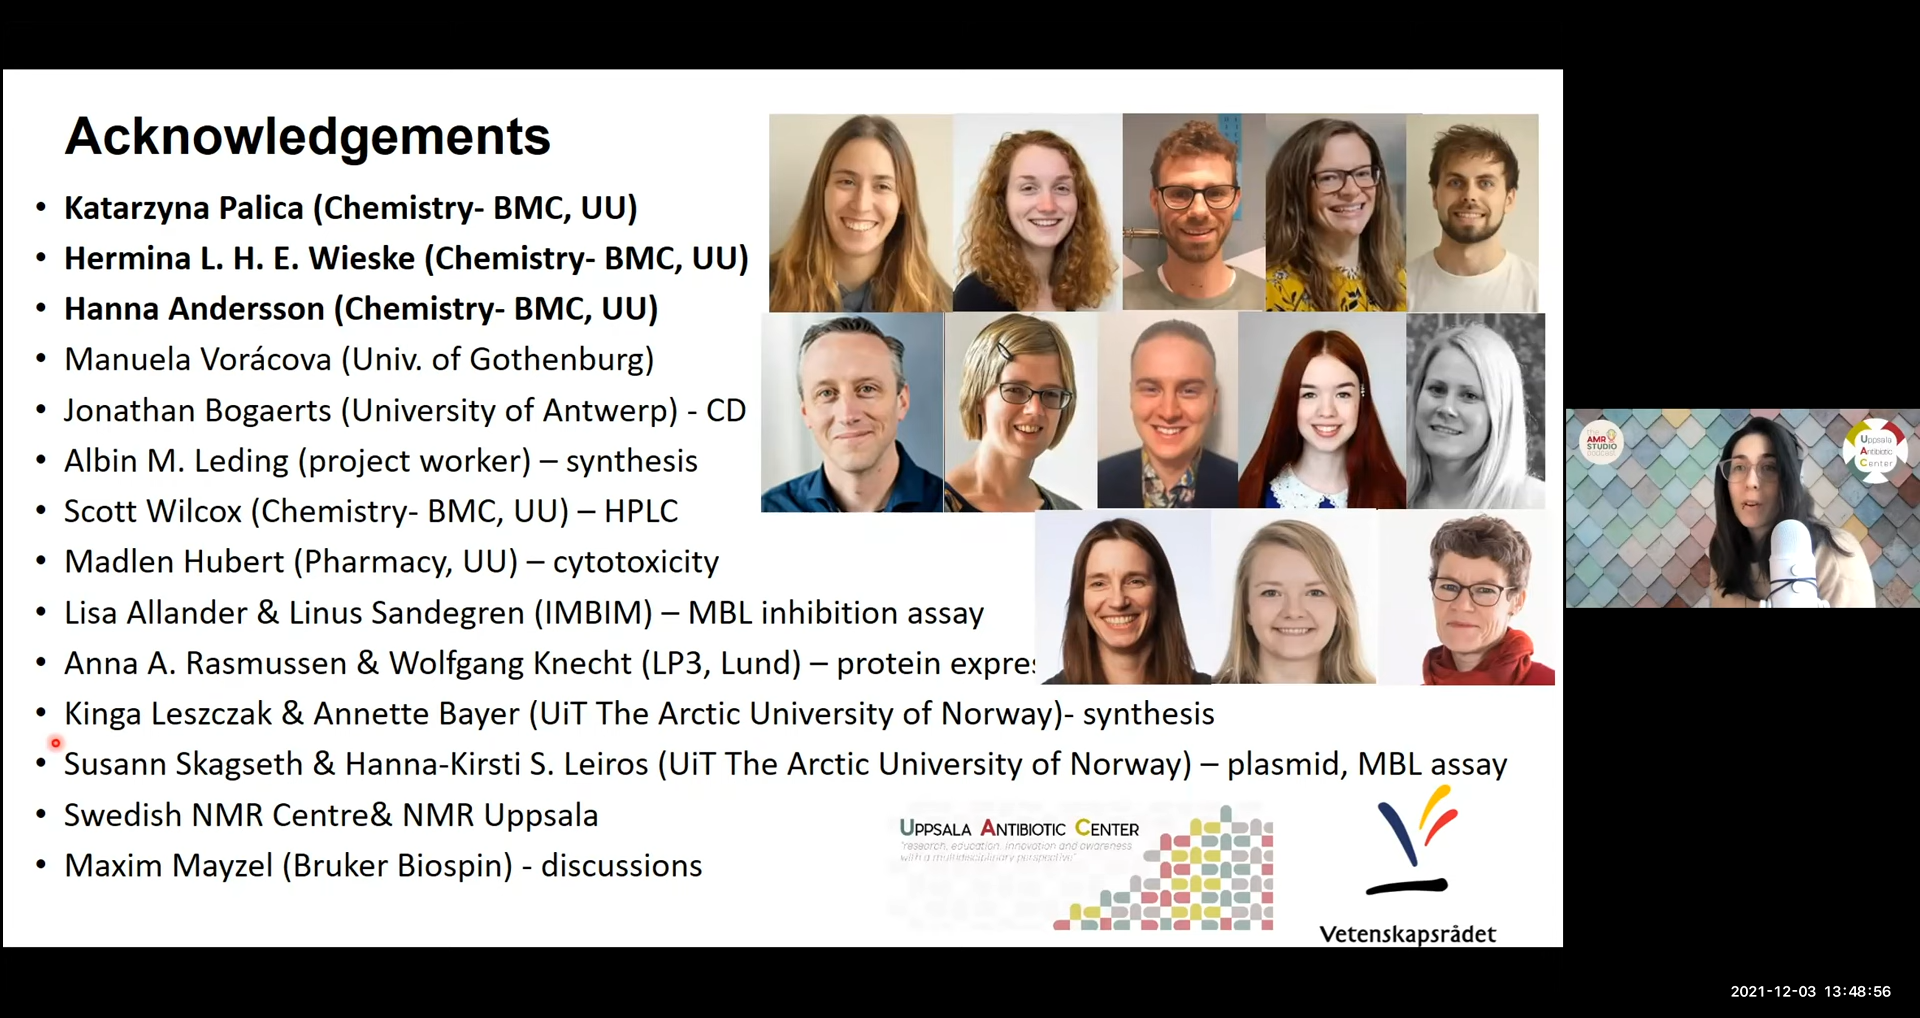 Acknowledgements
• Katarzyna Palica (Chemistry- BMC, UU)
• Hermina L. H. E. Wieske (Chemistry- BMC, UU)
• Hanna Andersson (Chemistry- BMC, UU)
• Manuela Vorácova (Univ. of Gothenburg)
• Jonathan Bogaerts (University of Antwerp) - CD
• Albin M. Leding (project worker) – synthesis
• Scott Wilcox (Chemistry- BMC, UU) – HPLC
• Madlen Hubert (Pharmacy, UU) – cytotoxicity
• Lisa Allander & Linus Sandegren (IMBIM) – MBL inhibition assay
• Anna A. Rasmussen & Wolfgang Knecht (LP3, Lund) – protein expre
• Kinga Leszczak & Annette Bayer (UiT The Arctic University of Norway)- synthesis
• Susann Skagseth & Hanna-Kirsti S. Leiros (UiT The Arctic University of Norway) – plasmid, MBL assay
• Swedish NMR Centre& NMR Uppsala
• Maxim Mayzel (Bruker Biospin) - discussions
UPPSALA ANTIBIOTIC CENTER
"research, education, innovation and awareness
with a multidisciplinary perspective"
Vetenskapsrådet
the
AMR
STUDIO
podcast
Uppsala
Antibiotic
Center
2021-12-03 13:48:56